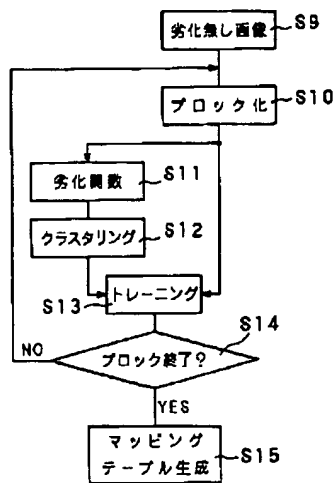 劣化無し画像
S9
ブロック化
S10
劣化関数
S11
クラスタリング
S12
トレーニング
S13
ブロック終了?
S14
NO
YES
マッピング
テーブル生成
S15